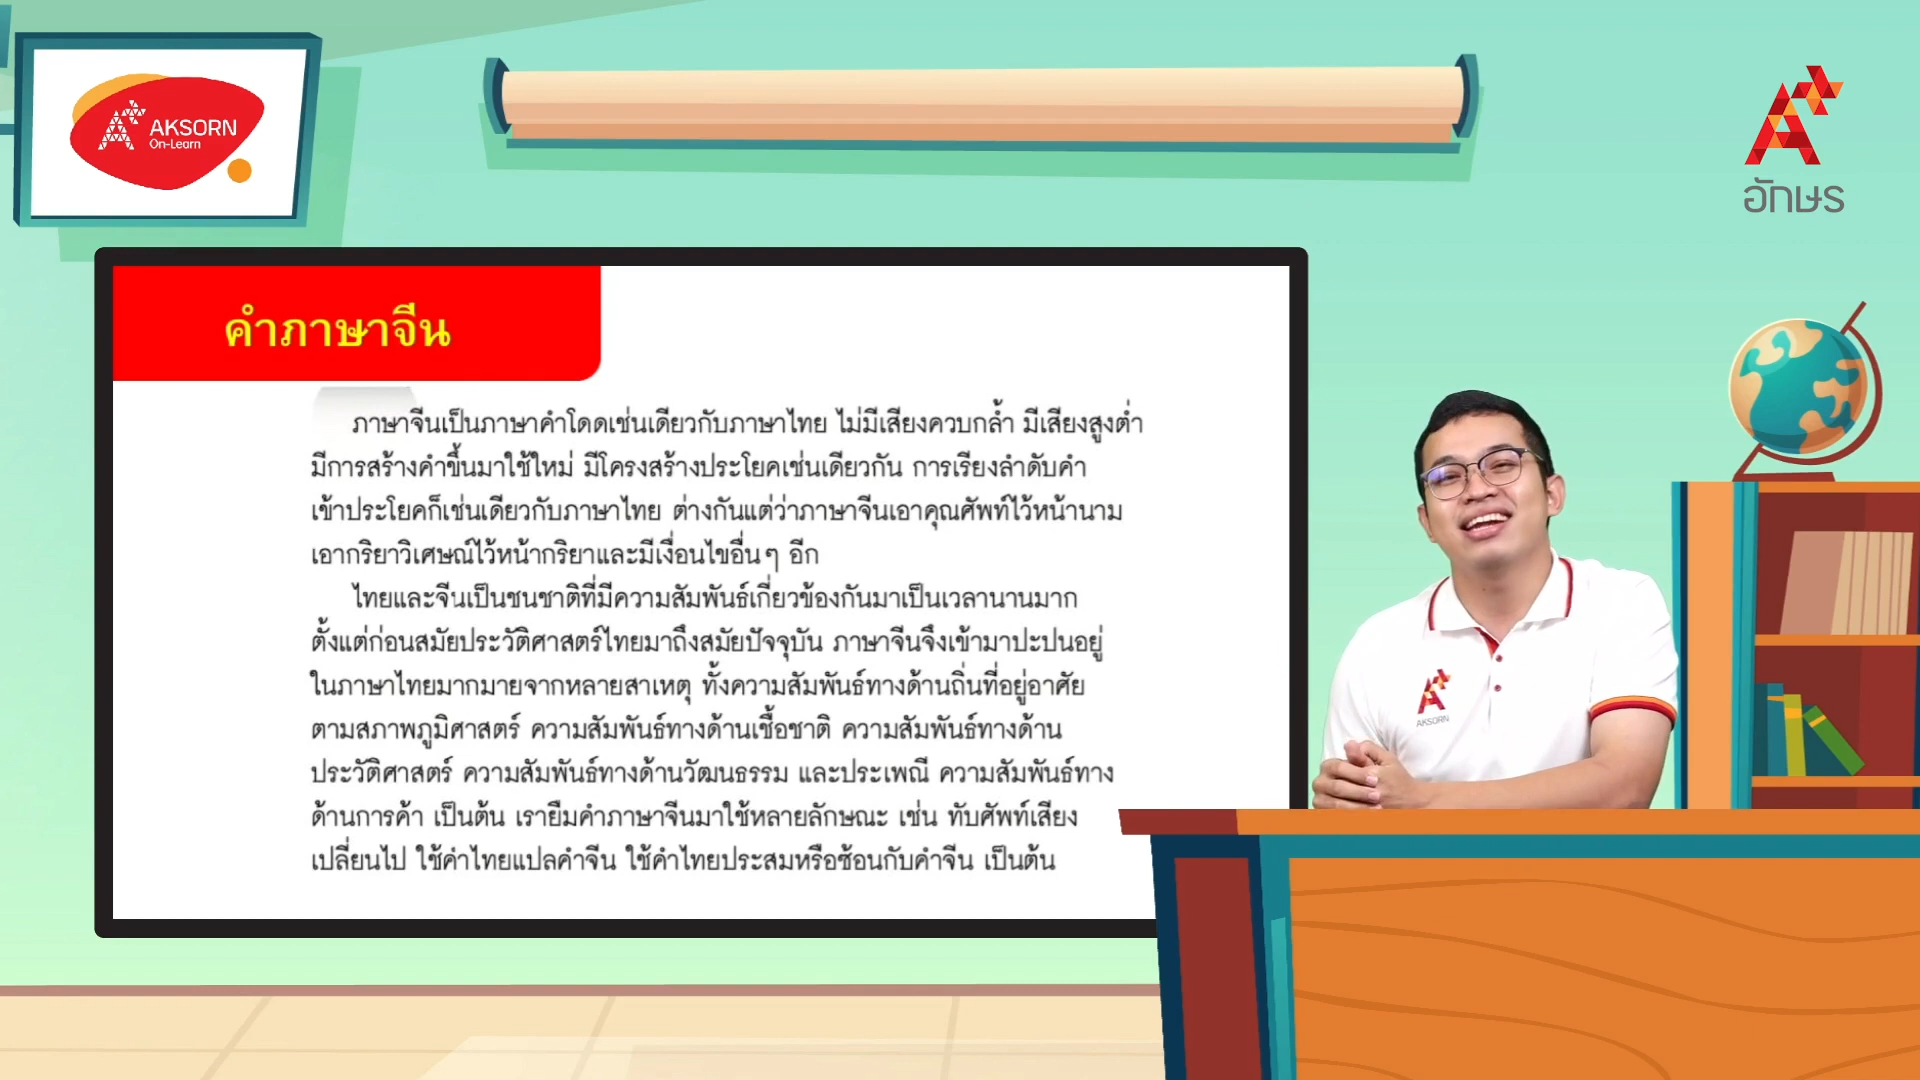 AKSORN
On-Learn
อักษร
คำภาษาจีน
ภาษาจีนเป็นภาษาคำโดดเช่นเดียวกับภาษาไทย ไม่มีเสียงควบกล้ำ มีเสียงสูงต่ำ
มีการสร้างคำขึ้นมาใช้ใหม่ มีโครงสร้างประโยคเช่นเดียวกัน การเรียงลำดับคำ
เข้าประโยคก็เช่นเดียวกับภาษาไทย ต่างกันแต่ว่าภาษาจีนเอาคุณศัพท์ไว้หน้านาม
เอากริยาวิเศษณ์ไว้หน้ากริยาและมีเงื่อนไขอื่นๆ อีก
ไทยและจีนเป็นชนชาติที่มีความสัมพันธ์เกี่ยวข้องกันมาเป็นเวลานานมาก
ตั้งแต่ก่อนสมัยประวัติศาสตร์ไทยมาถึงสมัยปัจจุบัน ภาษาจีนจึงเข้ามาปะปนอยู่
ในภาษาไทยมากมายจากหลายสาเหตุ ทั้งความสัมพันธ์ทางด้านถิ่นที่อยู่อาศัย
ตามสภาพภูมิศาสตร์ ความสัมพันธ์ทางด้านเชื้อชาติ ความสัมพันธ์ทางด้าน
ประวัติศาสตร์ ความสัมพันธ์ทางด้านวัฒนธรรม และประเพณี ความสัมพันธ์ทาง
ด้านการค้า เป็นต้น เรายืมคำภาษาจีนมาใช้หลายลักษณะ เช่น ทับศัพท์เสียง
เปลี่ยนไป ใช้คำไทยแปลคำจีน ใช้คำไทยประสมหรือซ้อนกับคำจีน เป็นต้น
AKSORN